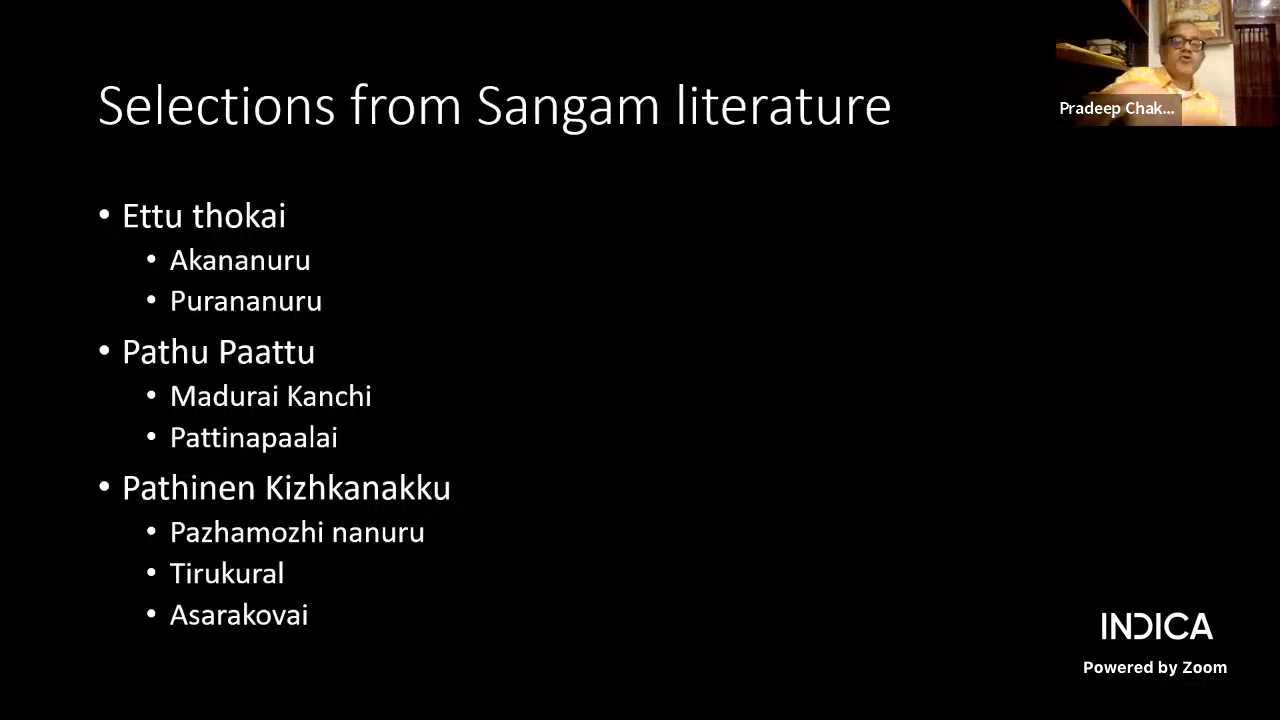 Selections from Sangam literature
Pradeep Chak...
• Ettu thokai
• Akananuru
• Purananuru
• Pathu Paattu
• Madurai Kanchi
• Pattinapaalai
• Pathinen Kizhkanakku
• Pazhamozhi nanuru
• Tirukural
• Asarakovai
INDICA
Powered by Zoom